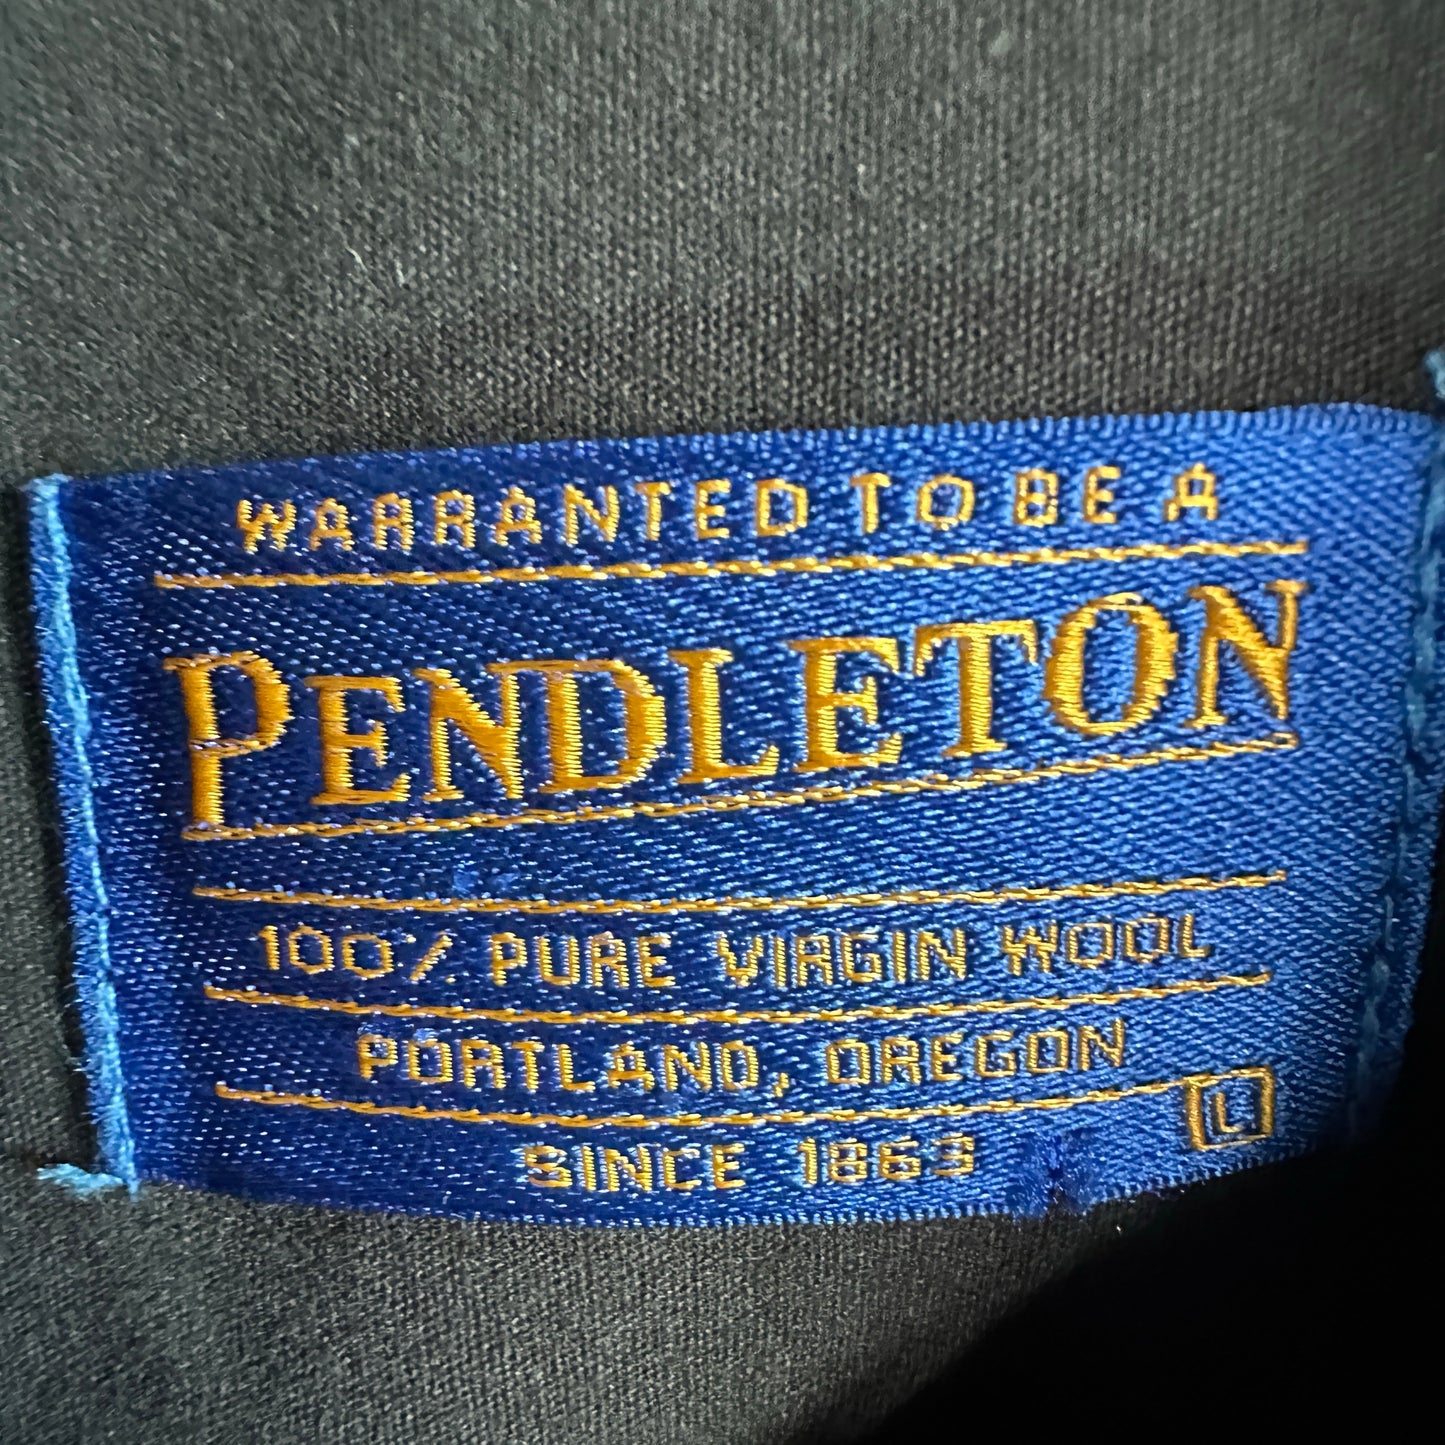 WARRANTED TO BE A
PENDLETON
100% PURE VIRGIN WOOL
PORTLAND, OREGON
L
SINCE 1863